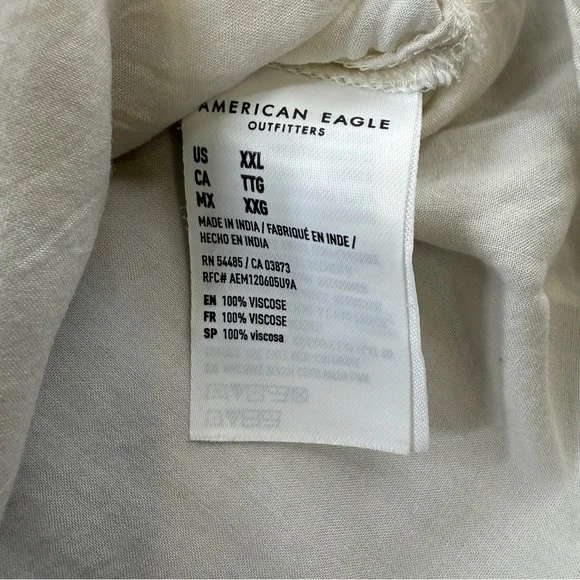 AMERICAN EAGLE
OUTFITTERS
US XXL
CA TTG
MX XXG
MADE IN INDIA / FABRIQUÉ EN INDE /
HECHO EN INDIA
RN 54485 / CA 03873
RFC# AEM120605U9A
EN 100% VISCOSE
FR 100% VISCOSE
SP 100% viscosa